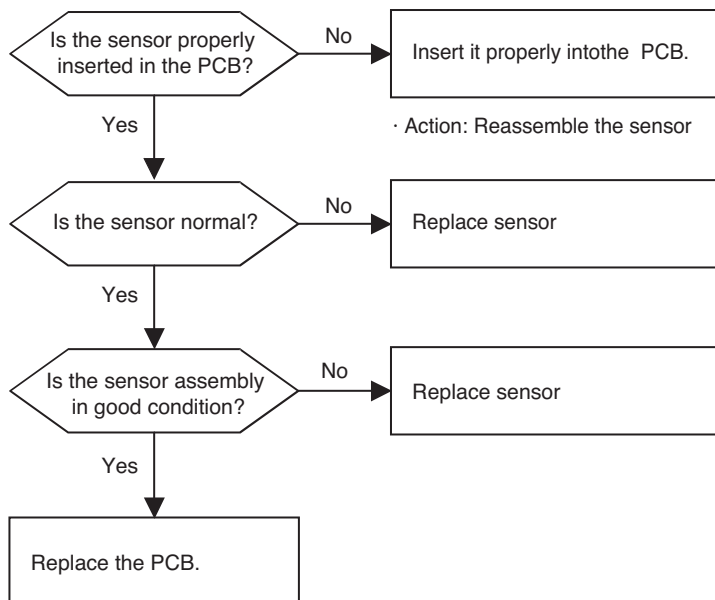 Is the sensor properly
inserted in the PCB?
No
Insert it properly intothe PCB.
Yes
· Action: Reassemble the sensor
Is the sensor normal?
No
Replace sensor
Yes
Is the sensor assembly
in good condition?
No
Replace sensor
Yes
Replace the PCB.